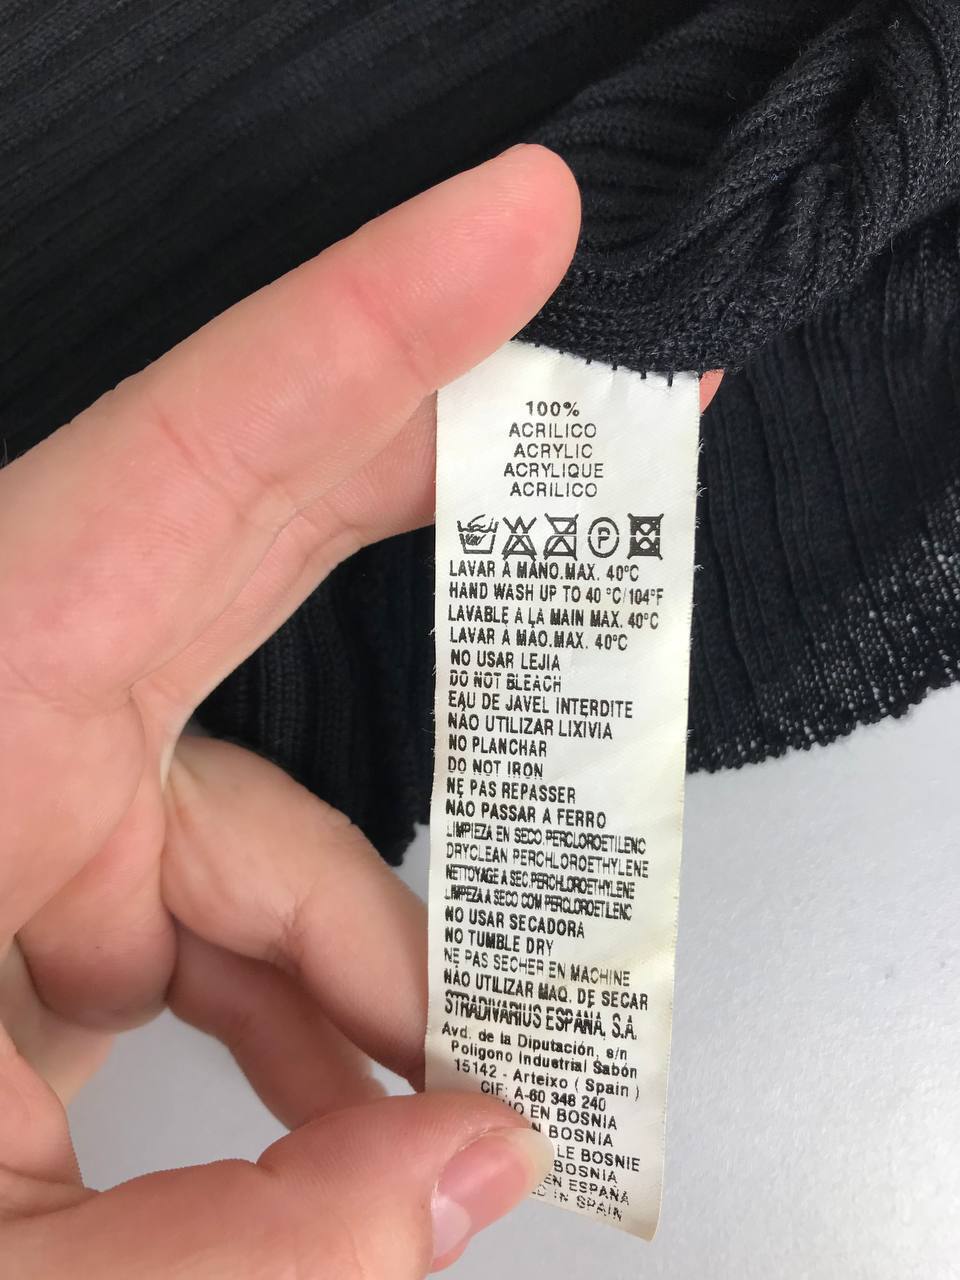 100%
ACRILICO
ACRYLIC
ACRYLIQUE
ACRILICO
P
LAVAR A MANO.MAX. 40°C
HAND WASH UP TO 40 °C/104°F
LAVABLE A LA MAIN MAX. 40°C
LAVAR À MÃO.MAX. 40°C
NO USAR LEJIA
DO NOT BLEACH
EAU DE JAVEL INTERDITE
NÃO UTILIZAR LIXIVIA
NO PLANCHAR
DO NOT IRON
NE PAS REPASSER
NÃO PASSAR A FERRO
LIMPIEZA EN SECO.PERCLOROETILENO
DRYCLEAN PERCHLOROETHYLENE
NETTOYAGE A SEC.PERCHLOROETHYLENE
LIMPEZA A SECO COM PERCLOROETILENO
NO USAR SECADORA
NO TUMBLE DRY
NE PAS SECHER EN MACHINE
NÃO UTILIZAR MAQ. DE SECAR
STRADIVARIUS ESPAÑA, S.A.
Avd. de la Diputación, s/n
Polígono Industrial Sabón
15142 - Arteixo ( Spain )
CIF: A-60 348 240
EN BOSNIA
BOSNIA
LE BOSNIE
BOSNIA
EN ESPAÑA
IN SPAIN